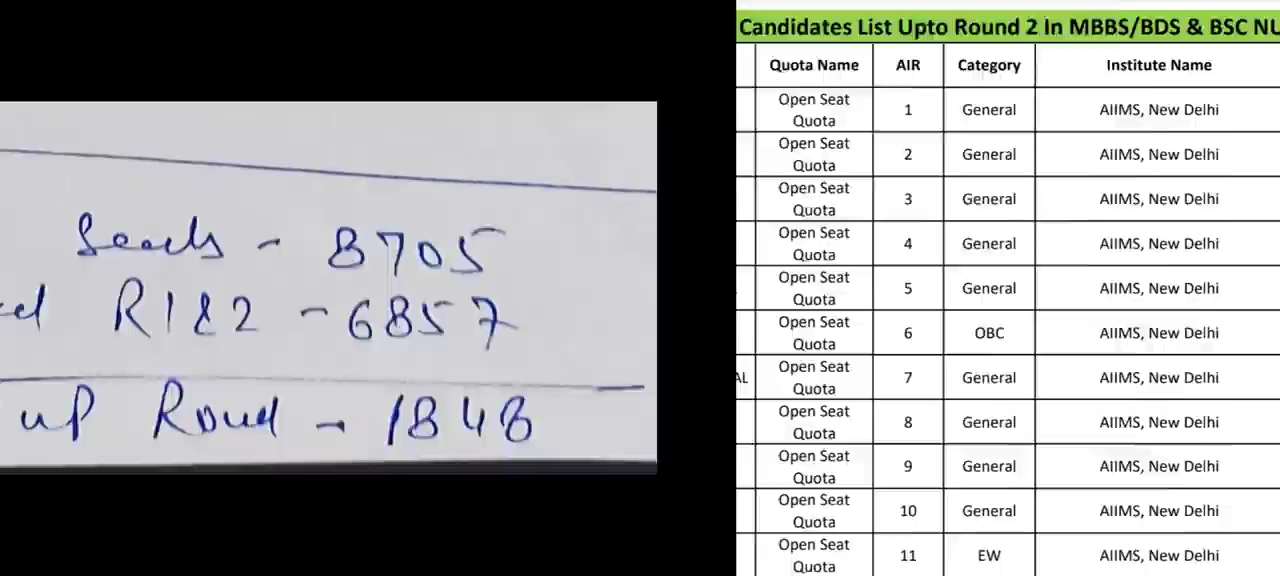 Seads - 8705
ed R1&2 - 6857
up Round - 1848
Candidates List Upto Round 2 In MBBS/BDS & BSC NU
Quota Name AIR Category Institute Name
Open Seat Quota 1 General AIIMS, New Delhi
Open Seat Quota 2 General AIIMS, New Delhi
Open Seat Quota 3 General AIIMS, New Delhi
Open Seat Quota 4 General AIIMS, New Delhi
Open Seat Quota 5 General AIIMS, New Delhi
Open Seat Quota 6 OBC AIIMS, New Delhi
AL Open Seat Quota 7 General AIIMS, New Delhi
Open Seat Quota 8 General AIIMS, New Delhi
Open Seat Quota 9 General AIIMS, New Delhi
Open Seat Quota 10 General AIIMS, New Delhi
Open Seat Quota 11 EW AIIMS, New Delhi